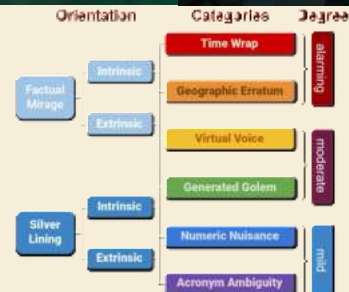 Orientation Categories Degree
Time Wrap
alarming
Intrinsic
Factual
Mirage
Geographic Erratum
Extrinsic
Virtual Voice
moderate
Generated Golem
Intrinsic
Silver
Lining
Numeric Nuisance
mild
Extrinsic
Acronym Ambiguity